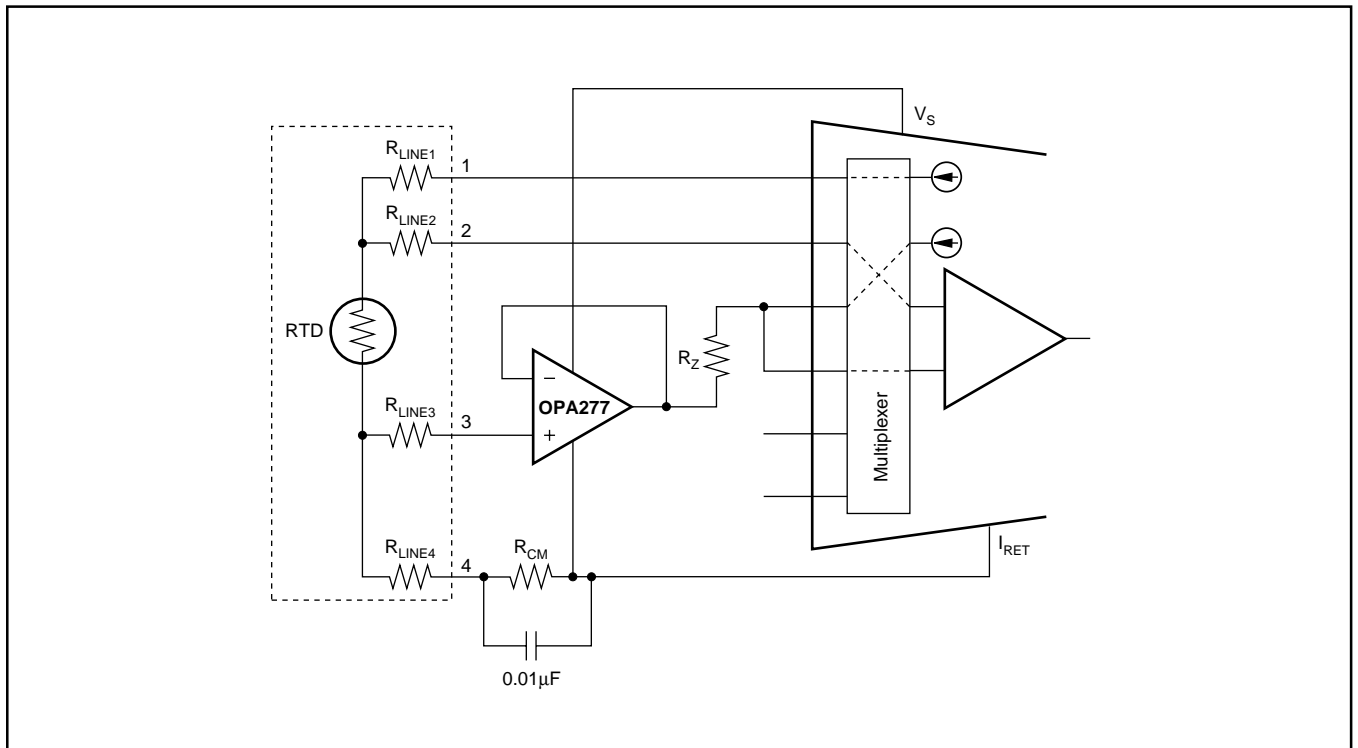 V_S
R_LINE1
1
R_LINE2
2
RTD
R_Z
−
OPA277
+
R_LINE3
3
Multiplexer
R_LINE4
4
R_CM
I_RET
0.01μF